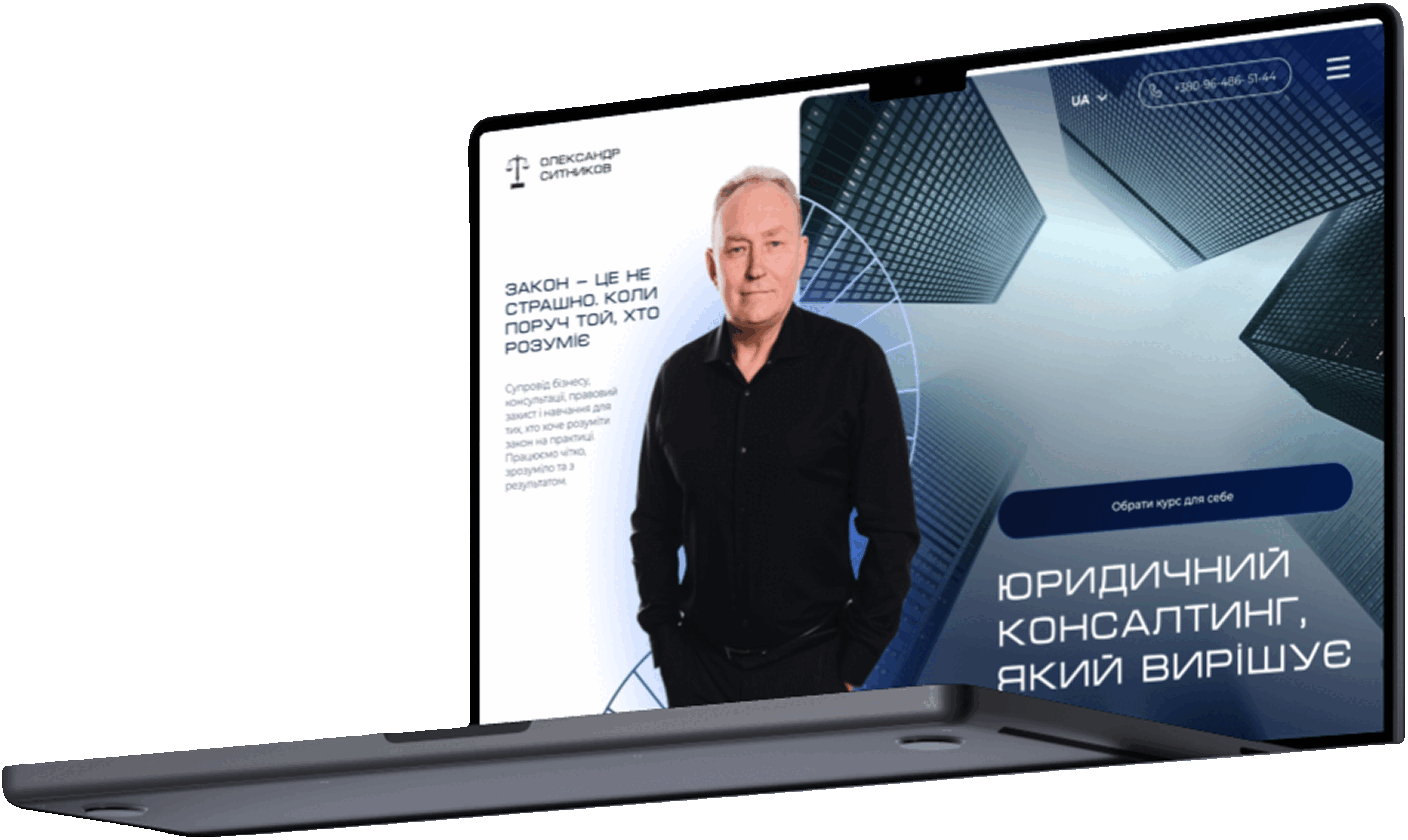 ОЛЕКСАНДР
СИТНИКОВ
UA
+380-96-486-51-44
ЗАКОН – ЦЕ НЕ
СТРАШНО. КОЛИ
ПОРУЧ ТОЙ, ХТО
РОЗУМІЄ
Супровід бізнесу,
консультації, правовий
захист і навчання для
тих, хто хоче розуміти
закон на практиці.
Працюємо чітко,
зрозуміло та з
результатом.
Обрати курс для себе
ЮРИДИЧНИЙ
КОНСАЛТИНГ,
ЯКИЙ ВИРІШУЄ